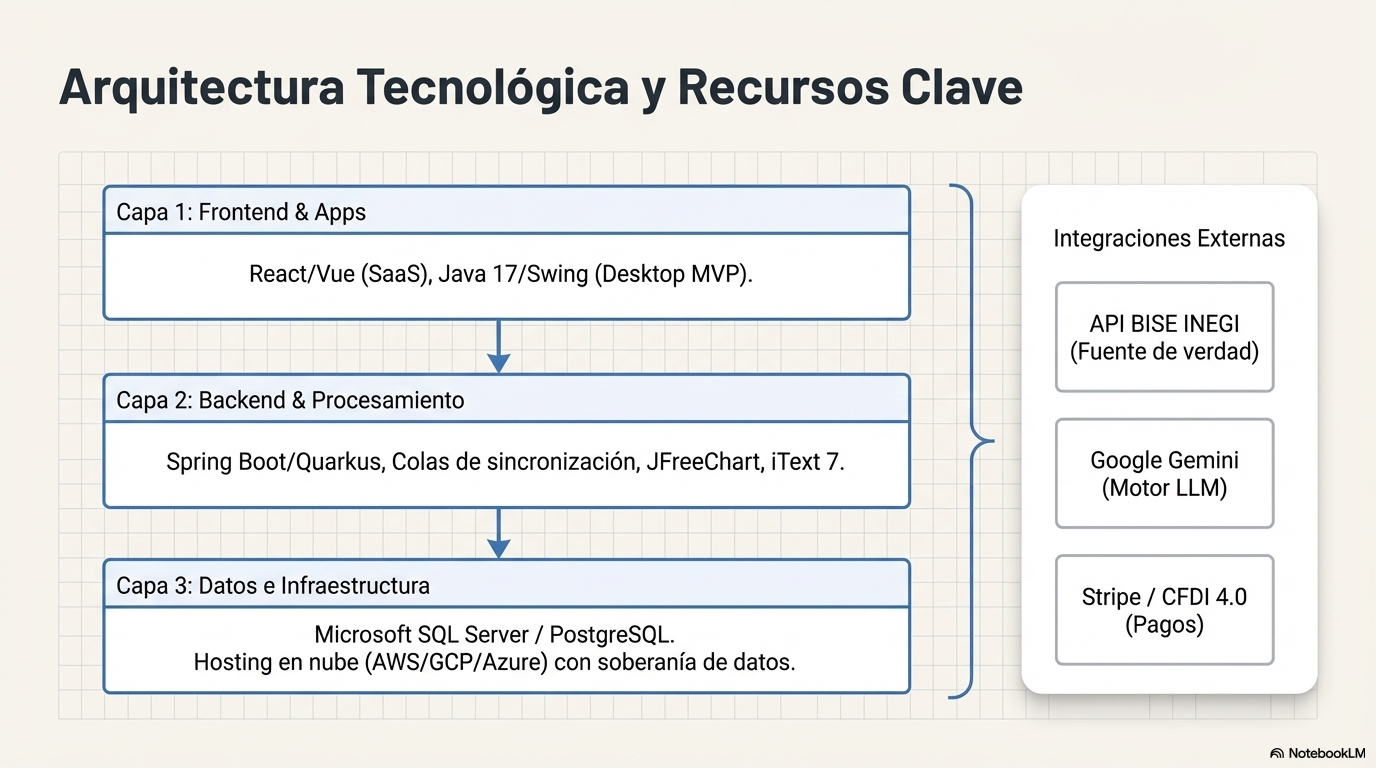 Arquitectura Tecnológica y Recursos Clave
Capa 1: Frontend & Apps
React/Vue (SaaS), Java 17/Swing (Desktop MVP).
Capa 2: Backend & Procesamiento
Spring Boot/Quarkus, Colas de sincronización, JFreeChart, iText 7.
Capa 3: Datos e Infraestructura
Microsoft SQL Server / PostgreSQL.
Hosting en nube (AWS/GCP/Azure) con soberanía de datos.
Integraciones Externas
API BISE INEGI
(Fuente de verdad)
Google Gemini
(Motor LLM)
Stripe / CFDI 4.0
(Pagos)
NotebookLM